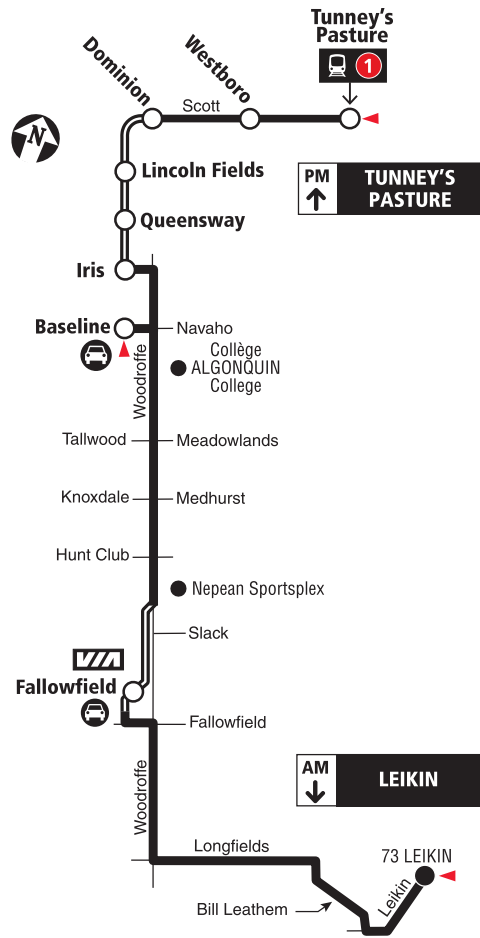 Tunney's
Pasture
1
Dominion
Westboro
Scott
N
Lincoln Fields
PM
TUNNEY'S
PASTURE
Queensway
Iris
Baseline
Navaho
Woodroffe
Collège
ALGONQUIN
College
Tallwood
Meadowlands
Knoxdale
Medhurst
Hunt Club
Nepean Sportsplex
Slack
VIA
Fallowfield
Fallowfield
Woodroffe
AM
LEIKIN
Longfields
73 LEIKIN
Leikin
Bill Leathem